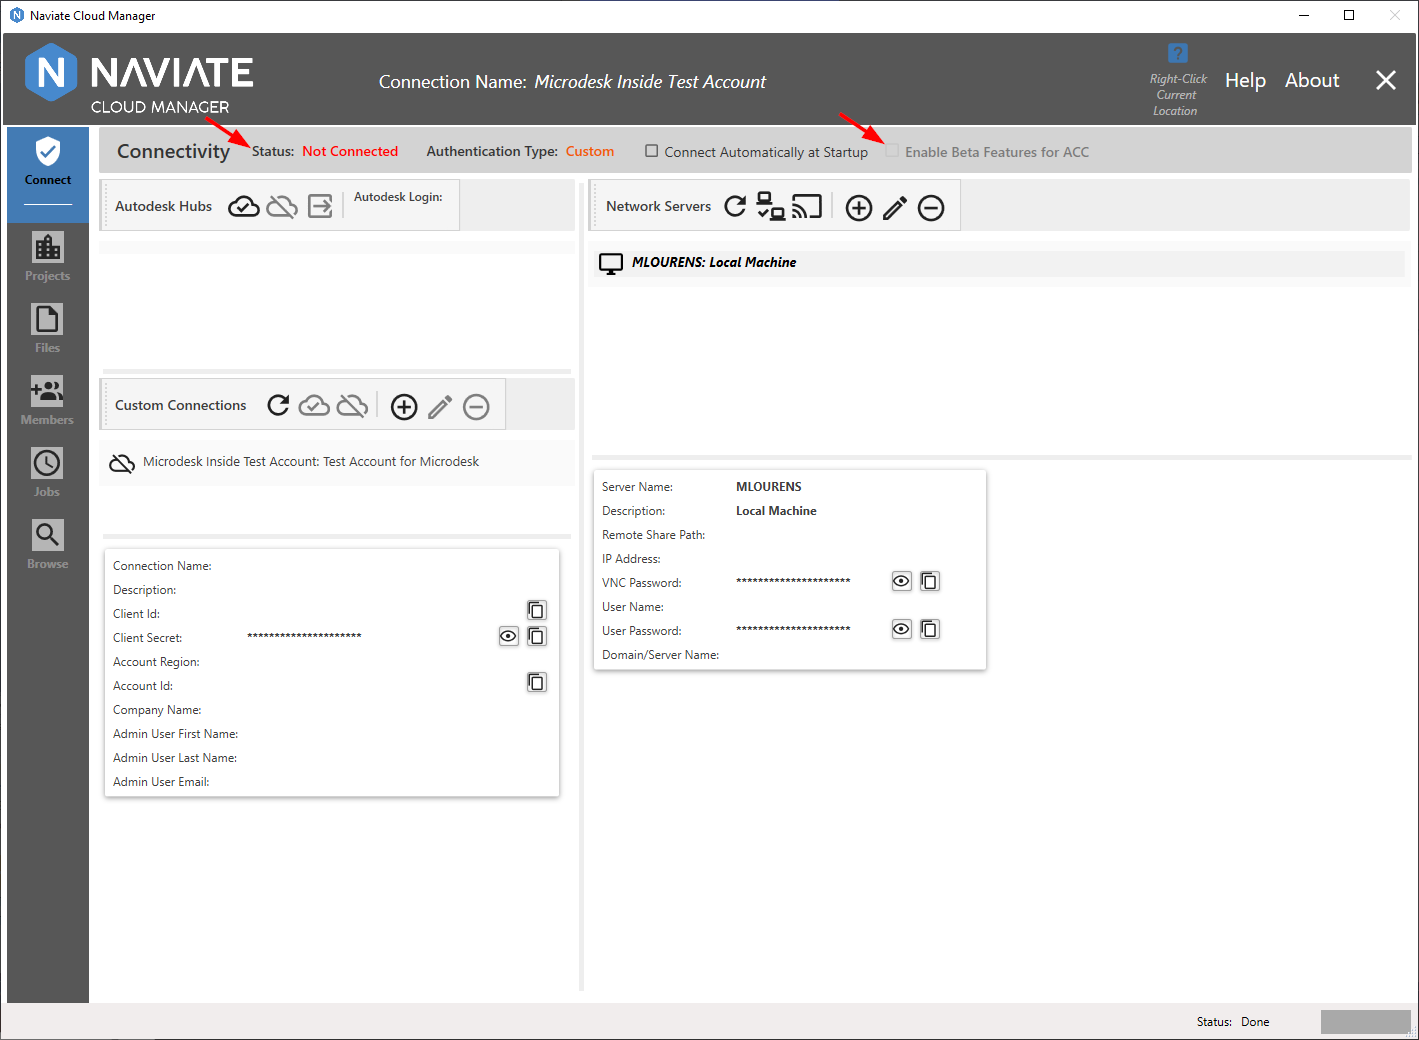 Naviate Cloud Manager
N NAVIATE
CLOUD MANAGER
Connection Name: Microdesk Inside Test Account
?
Right-Click
Current
Location
Help
About
Connectivity
Status: Not Connected
Authentication Type: Custom
Connect Automatically at Startup
Enable Beta Features for ACC
Connect
Projects
Files
Members
Jobs
Browse
Autodesk Hubs
Autodesk Login:
Network Servers
MLOURENS: Local Machine
Custom Connections
Microdesk Inside Test Account: Test Account for Microdesk
Connection Name:
Description:
Client Id:
Client Secret: *********************
Account Region:
Account Id:
Company Name:
Admin User First Name:
Admin User Last Name:
Admin User Email:
Server Name: MLOURENS
Description: Local Machine
Remote Share Path:
IP Address:
VNC Password: *********************
User Name:
User Password: *********************
Domain/Server Name:
Status: Done